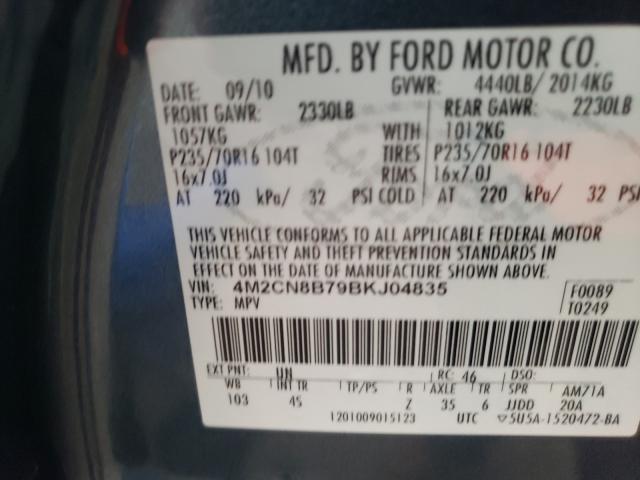 MFD. BY FORD MOTOR CO.
DATE: 09/10 GVWR: 4440LB/ 2014KG
FRONT GAWR: 2330LB REAR GAWR: 2230LB
1057KG WITH 1012KG
P235/70R16 104T TIRES P235/70R16 104T
16x7.0J RIMS 16x7.0J
AT 220 kPa/ 32 PSI COLD AT 220 kPa/ 32 PSI
THIS VEHICLE CONFORMS TO ALL APPLICABLE FEDERAL MOTOR
VEHICLE SAFETY AND THEFT PREVENTION STANDARDS IN
EFFECT ON THE DATE OF MANUFACTURE SHOWN ABOVE.
VIN: 4M2CN8B79BKJ04835 F0089
TYPE: MPV T0249
EXT PNT: UN RC: 46 DSO:
WB INT TR TP/PS R AXLE TR SPR AM71A
103 45 Z 35 6 JJDD 20A
1201009015123 UTC ▽5U5A-1520472-BA